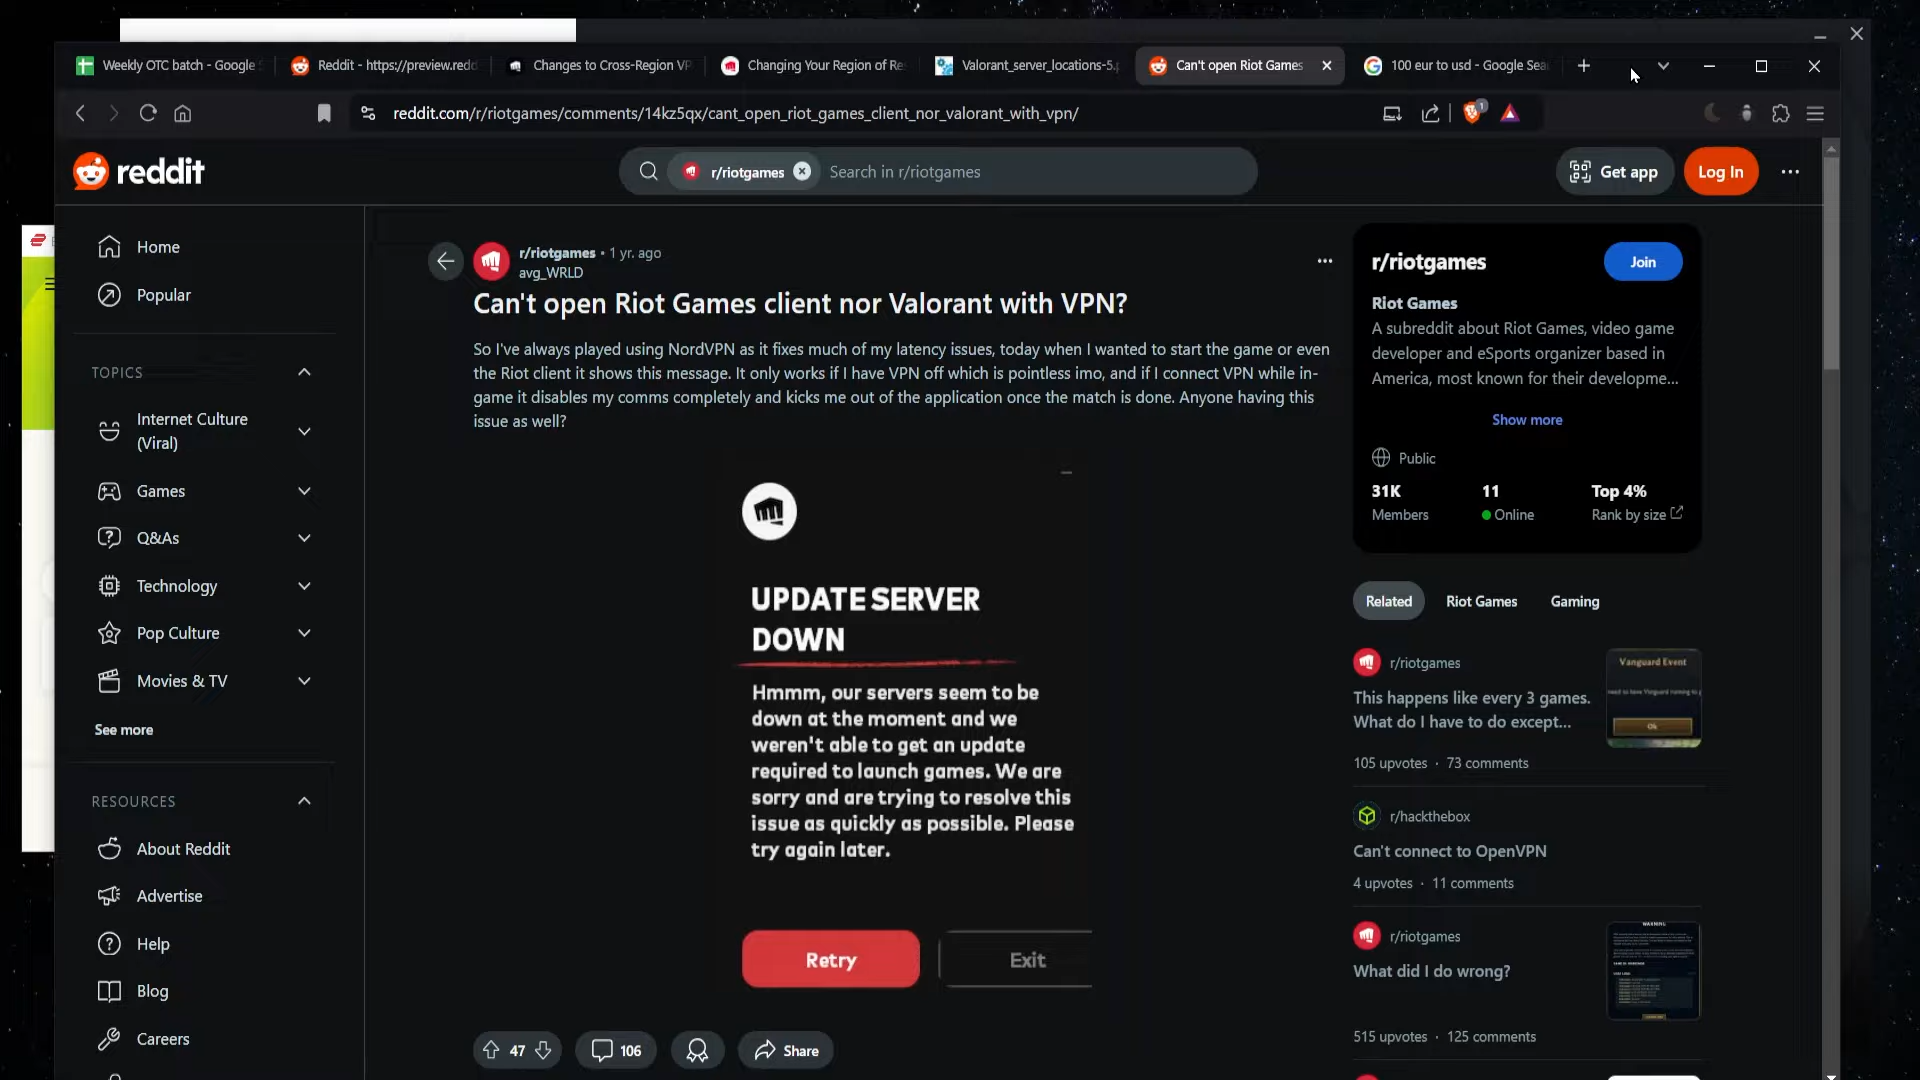 Weekly OTC batch - Google S
Reddit - https://preview.redd
Changes to Cross-Region VP
Changing Your Region of Re
Valorant_server_locations-5.p
Can't open Riot Games
100 eur to usd - Google Sea
reddit.com/r/riotgames/comments/14kz5qx/cant_open_riot_games_client_nor_valorant_with_vpn/
1
reddit
r/riotgames
Search in r/riotgames
Get app
Log In
Home
Popular
TOPICS
Internet Culture
(Viral)
Games
Q&As
Technology
Pop Culture
Movies & TV
See more
RESOURCES
About Reddit
Advertise
Help
Blog
Careers
r/riotgames • 1 yr. ago
avg_WRLD
Can't open Riot Games client nor Valorant with VPN?
So I've always played using NordVPN as it fixes much of my latency issues, today when I wanted to start the game or even
the Riot client it shows this message. It only works if I have VPN off which is pointless imo, and if I connect VPN while in-
game it disables my comms completely and kicks me out of the application once the match is done. Anyone having this
issue as well?
UPDATE SERVER
DOWN
Hmmm, our servers seem to be
down at the moment and we
weren't able to get an update
required to launch games. We are
sorry and are trying to resolve this
issue as quickly as possible. Please
try again later.
Retry
Exit
47
106
Share
r/riotgames
Join
Riot Games
A subreddit about Riot Games, video game
developer and eSports organizer based in
America, most known for their developme...
Show more
Public
31K
11
Top 4%
Members
Online
Rank by size
Related
Riot Games
Gaming
r/riotgames
This happens like every 3 games.
What do I have to do except...
Vanguard Event
Ok
105 upvotes · 73 comments
r/hackthebox
Can't connect to OpenVPN
4 upvotes · 11 comments
r/riotgames
What did I do wrong?
WARNING
515 upvotes · 125 comments